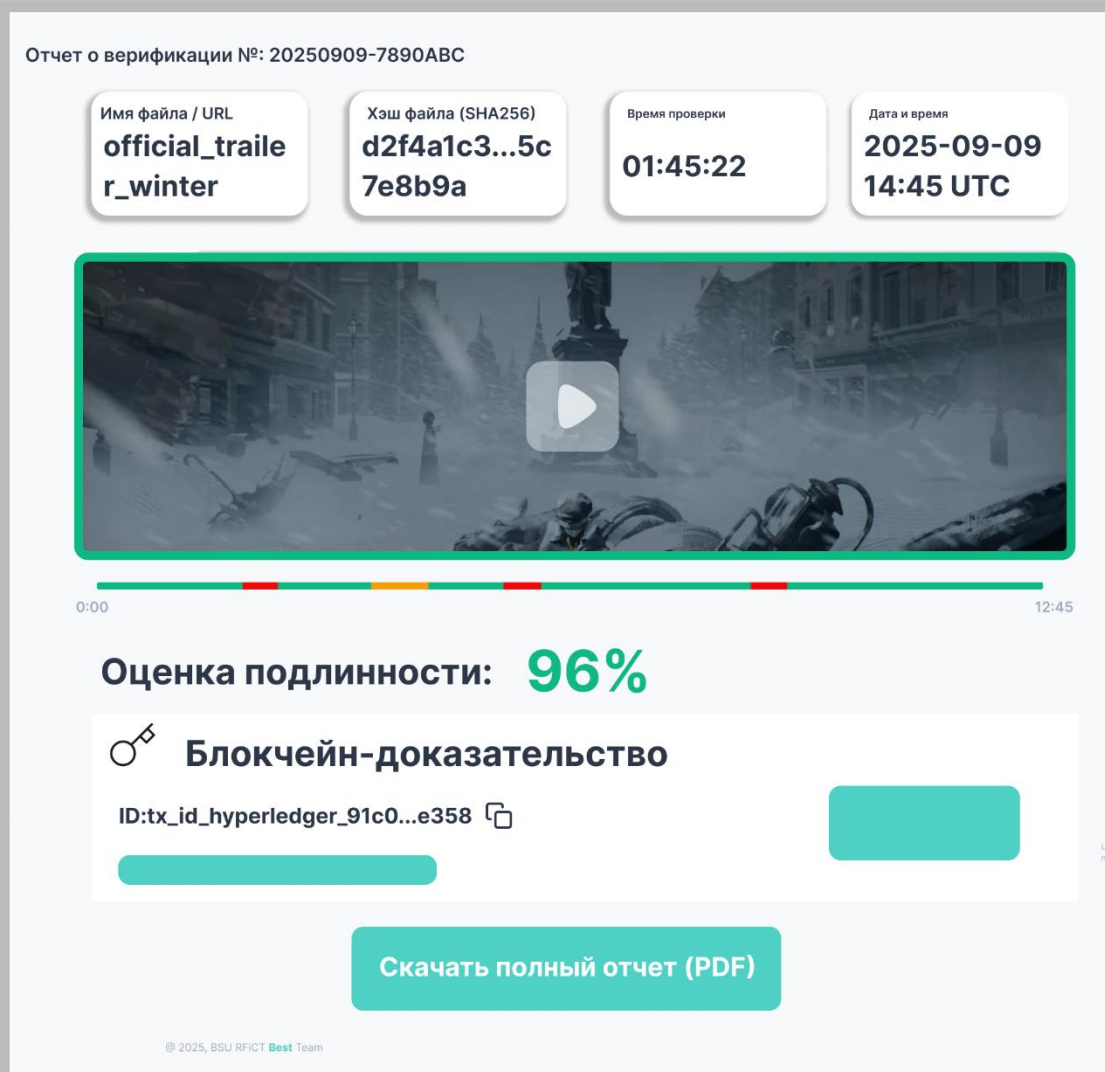 Отчет о верификации №: 20250909-7890ABC
Имя файла / URL
official_traile
r_winter
Хэш файла (SHA256)
d2f4a1c3...5c
7e8b9a
Время проверки
01:45:22
Дата и время
2025-09-09
14:45 UTC
0:00
12:45
Оценка подлинности: 96%
Блокчейн-доказательство
ID:tx_id_hyperledger_91c0...e358
Скачать полный отчет (PDF)
@ 2025, BSU RFiCT Best Team